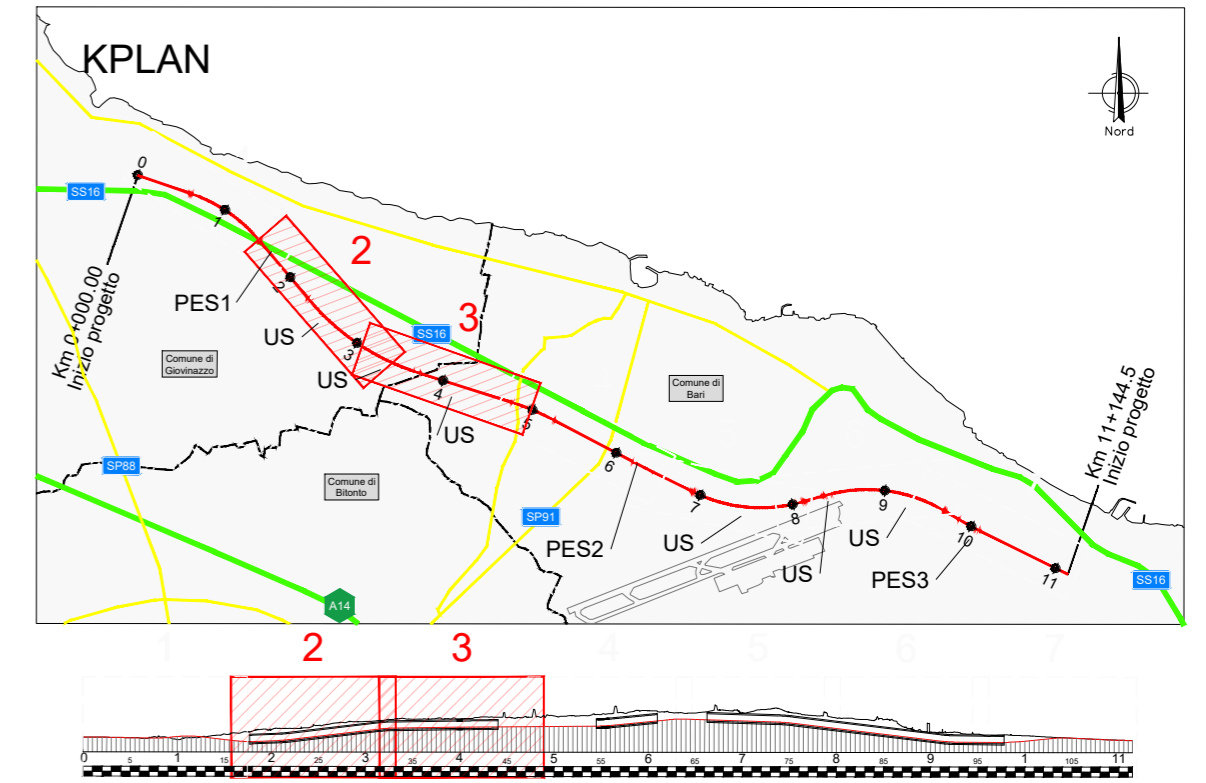 KPLAN
Nord
0
SS16
1
2
2
PES1
Km 0+000.00
Inizio progetto
US
3
SS16
3
Comune di
Giovinazzo
US
4
Comune di
Bari
Km 11+144.5
Inizio progetto
5
US
6
SP88
Comune di
Bitonto
7
8
9
SP91
PES2
US
US
10
US
PES3
11
SS16
A14
1
2
3
4
5
6
7
0
5
1
15
2
25
3
35
4
45
5
55
6
65
7
75
8
85
9
95
1
105
11